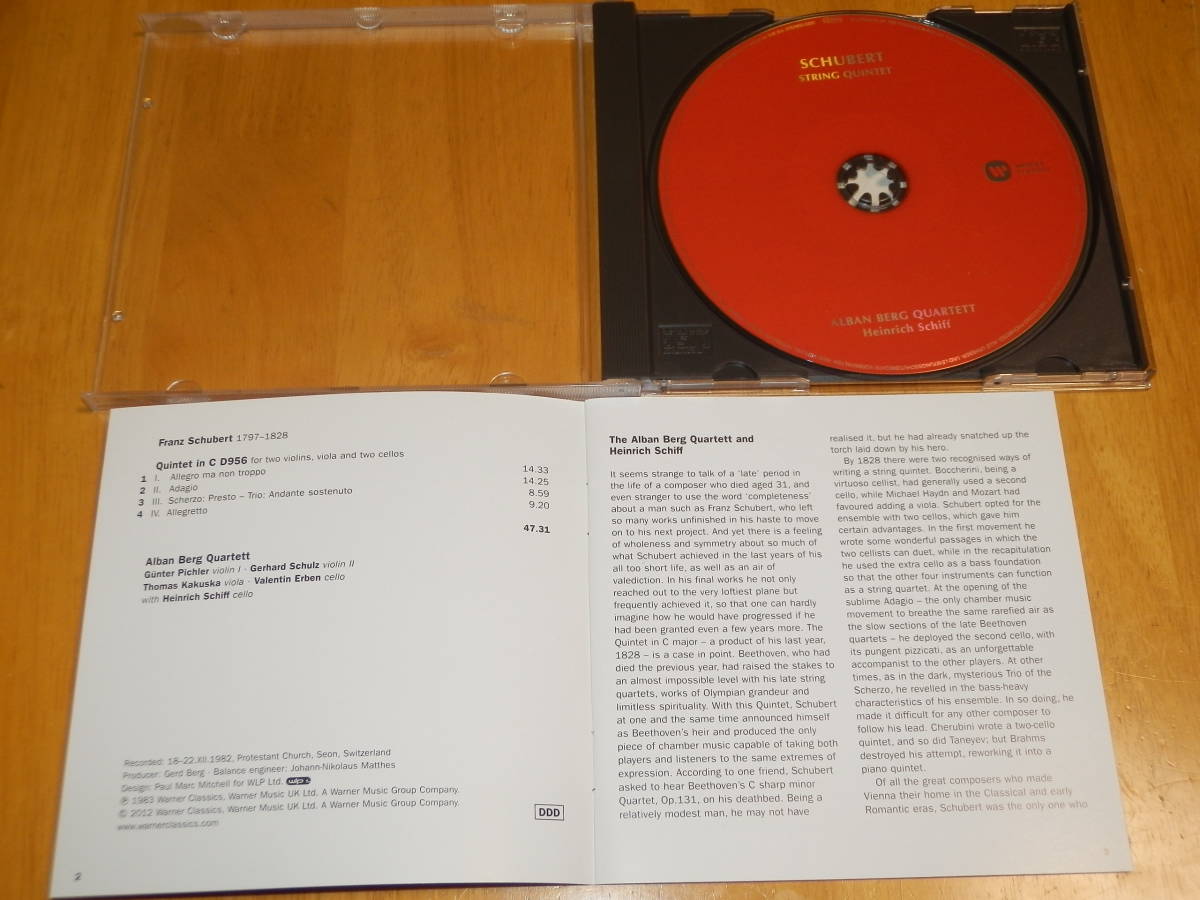 SCHUBERT
STRING QUINTET
ALBAN BERG QUARTETT
Heinrich Schiff
Franz Schubert 1797–1828
Quintet in C D956 for two violins, viola and two cellos
1 I. Allegro ma non troppo 14.33
2 II. Adagio 14.25
3 III. Scherzo: Presto – Trio: Andante sostenuto 8.59
4 IV. Allegretto 9.20
47.31
Alban Berg Quartett
Günter Pichler violin I · Gerhard Schulz violin II
Thomas Kakuska viola · Valentin Erben cello
with Heinrich Schiff cello
Recorded: 18–22.XII.1982, Protestant Church, Seon, Switzerland
Producer: Gerd Berg · Balance engineer: Johann-Nikolaus Matthes
Design: Paul Marc Mitchell for WLP Ltd. wlp
℗ 1983 Warner Classics, Warner Music UK Ltd. A Warner Music Group Company.
© 2012 Warner Classics, Warner Music UK Ltd. A Warner Music Group Company.
www.warnerclassics.com
DDD
2
The Alban Berg Quartett and
Heinrich Schiff
It seems strange to talk of a 'late' period in
the life of a composer who died aged 31, and
even stranger to use the word 'completeness'
about a man such as Franz Schubert, who left
so many works unfinished in his haste to move
on to his next project. And yet there is a feeling
of wholeness and symmetry about so much of
what Schubert achieved in the last years of his
all too short life, as well as an air of
valediction. In his final works he not only
reached out to the very loftiest plane but
frequently achieved it, so that one can hardly
imagine how he would have progressed if he
had been granted even a few years more. The
Quintet in C major – a product of his last year,
1828 – is a case in point. Beethoven, who had
died the previous year, had raised the stakes to
an almost impossible level with his late string
quartets, works of Olympian grandeur and
limitless spirituality. With this Quintet, Schubert
at one and the same time announced himself
as Beethoven's heir and produced the only
piece of chamber music capable of taking both
players and listeners to the same extremes of
expression. According to one friend, Schubert
asked to hear Beethoven's C sharp minor
Quartet, Op.131, on his deathbed. Being a
relatively modest man, he may not have
realised it, but he had already snatched up the
torch laid down by his hero.
By 1828 there were two recognised ways of
writing a string quintet. Boccherini, being a
virtuoso cellist, had generally used a second
cello, while Michael Haydn and Mozart had
favoured adding a viola. Schubert opted for the
ensemble with two cellos, which gave him
certain advantages. In the first movement he
wrote some wonderful passages in which the
two cellists can duet, while in the recapitulation
he used the extra cello as a bass foundation
so that the other four instruments can function
as a string quartet. At the opening of the
sublime Adagio – the only chamber music
movement to breathe the same rarefied air as
the slow sections of the late Beethoven
quartets – he deployed the second cello, with
its pungent pizzicati, as an unforgettable
accompanist to the other players. At other
times, as in the dark, mysterious Trio of the
Scherzo, he revelled in the bass-heavy
characteristics of his ensemble. In so doing, he
made it difficult for any other composer to
follow his lead. Cherubini wrote a two-cello
quintet, and so did Taneyev; but Brahms
destroyed his attempt, reworking it into a
piano quintet.
Of all the great composers who made
Vienna their home in the Classical and early
Romantic eras, Schubert was the only one who
3